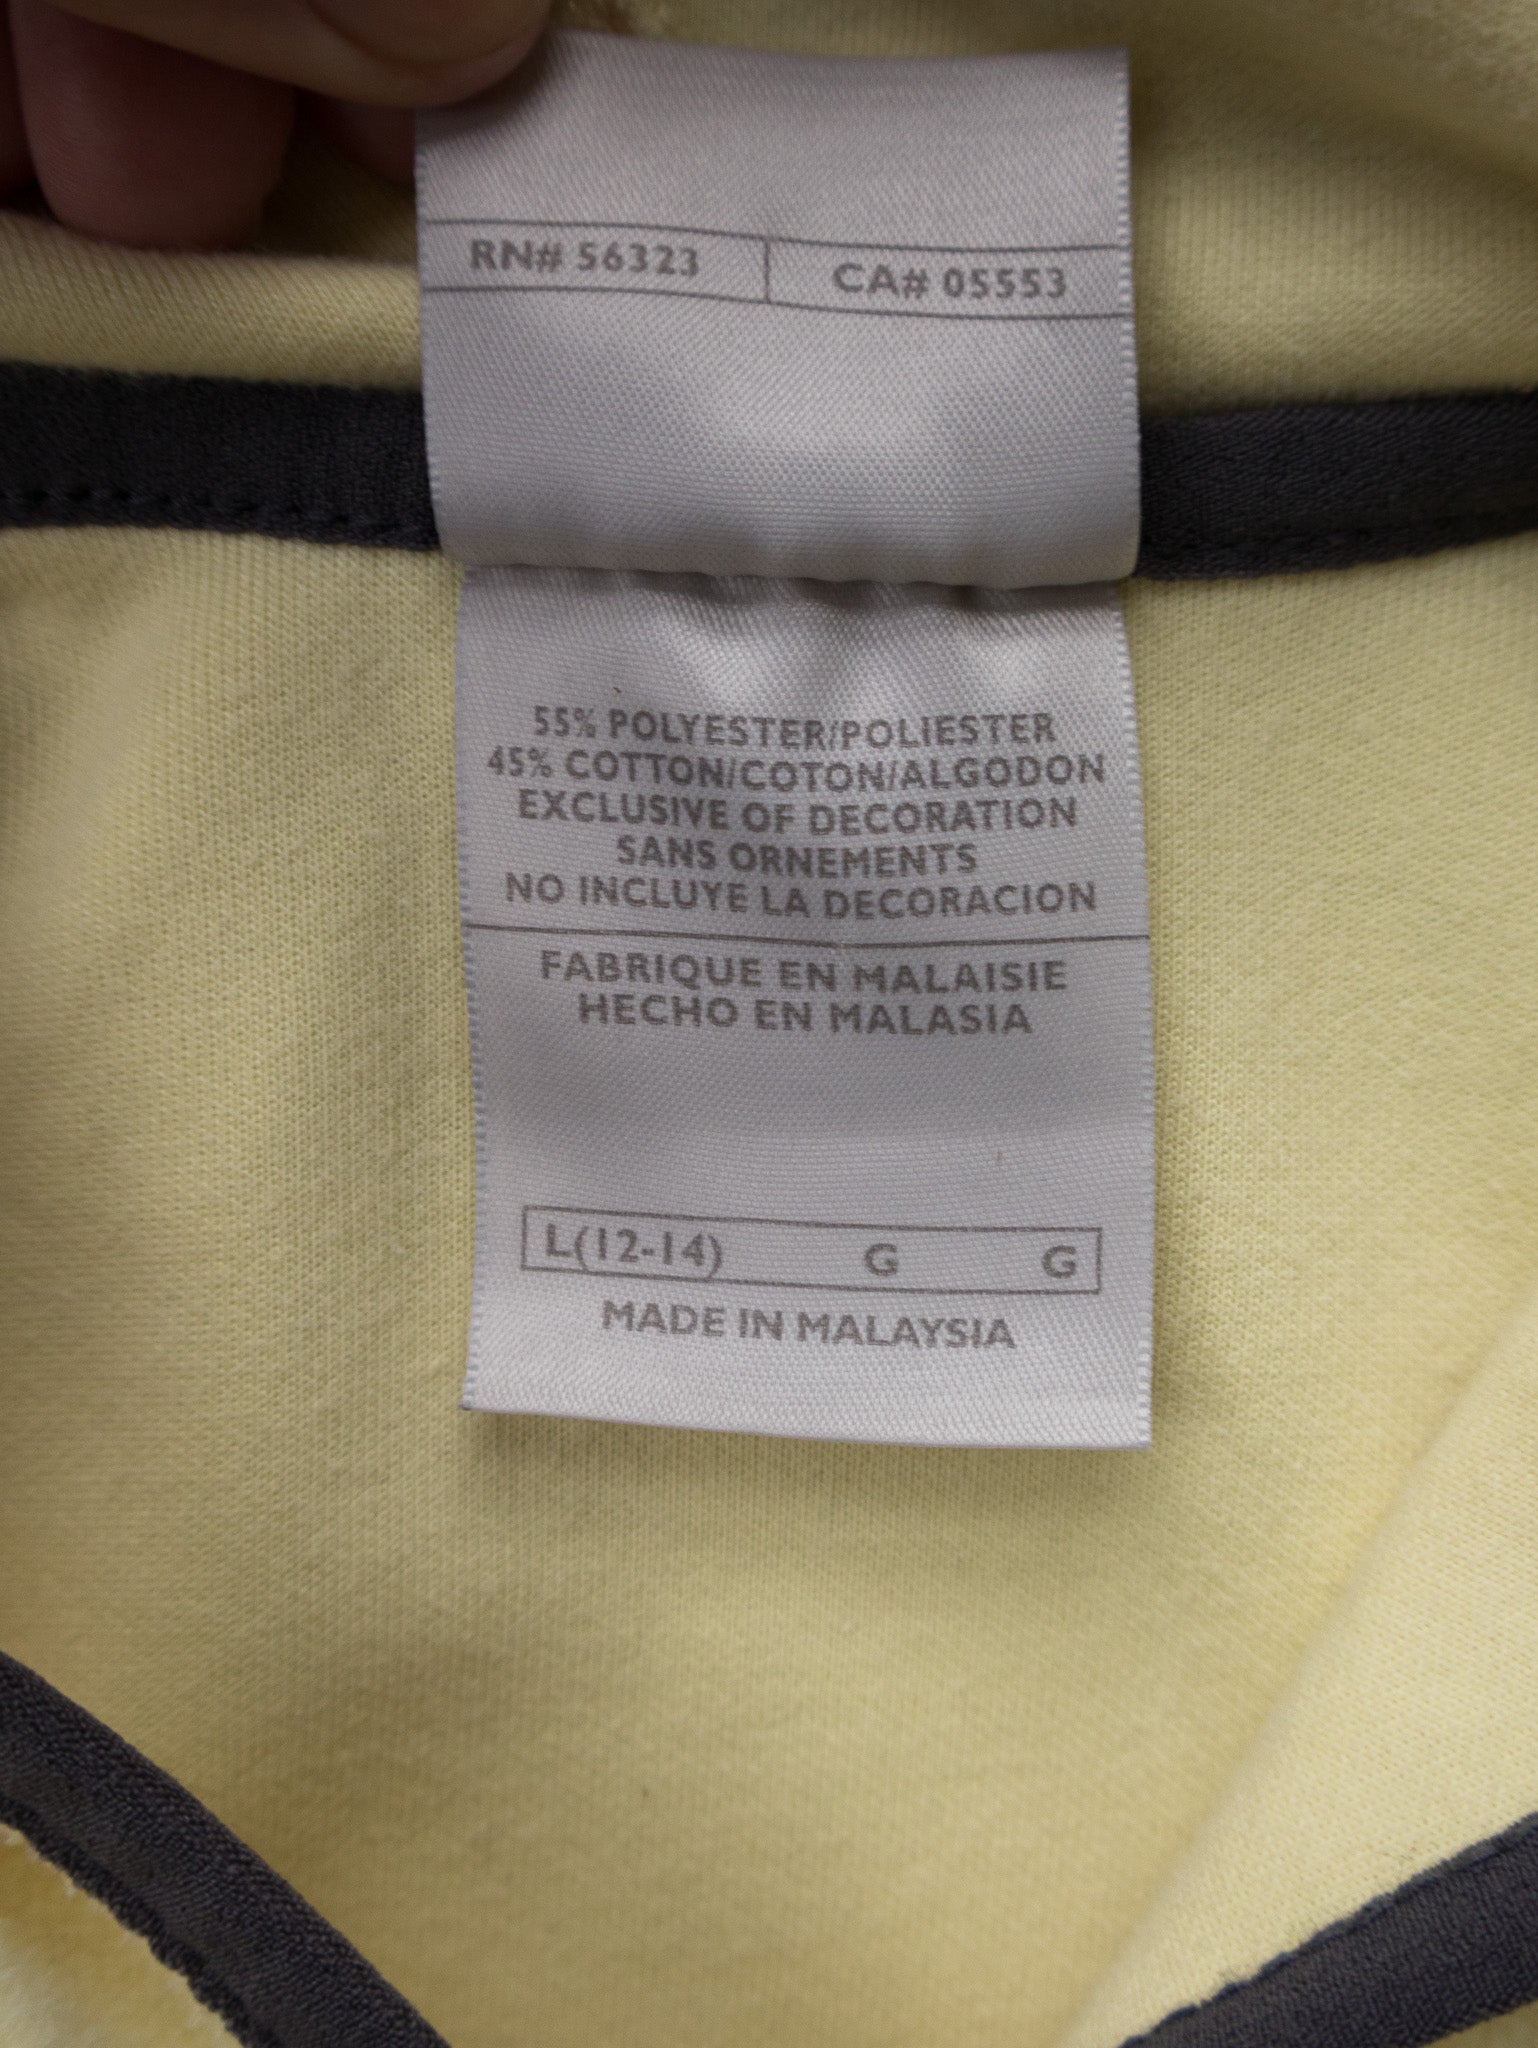 RN# 56323 CA# 05553
55% POLYESTER/POLIESTER
45% COTTON/COTON/ALGODON
EXCLUSIVE OF DECORATION
SANS ORNEMENTS
NO INCLUYE LA DECORACION
FABRIQUE EN MALAISIE
HECHO EN MALASIA
L(12-14) G G
MADE IN MALAYSIA